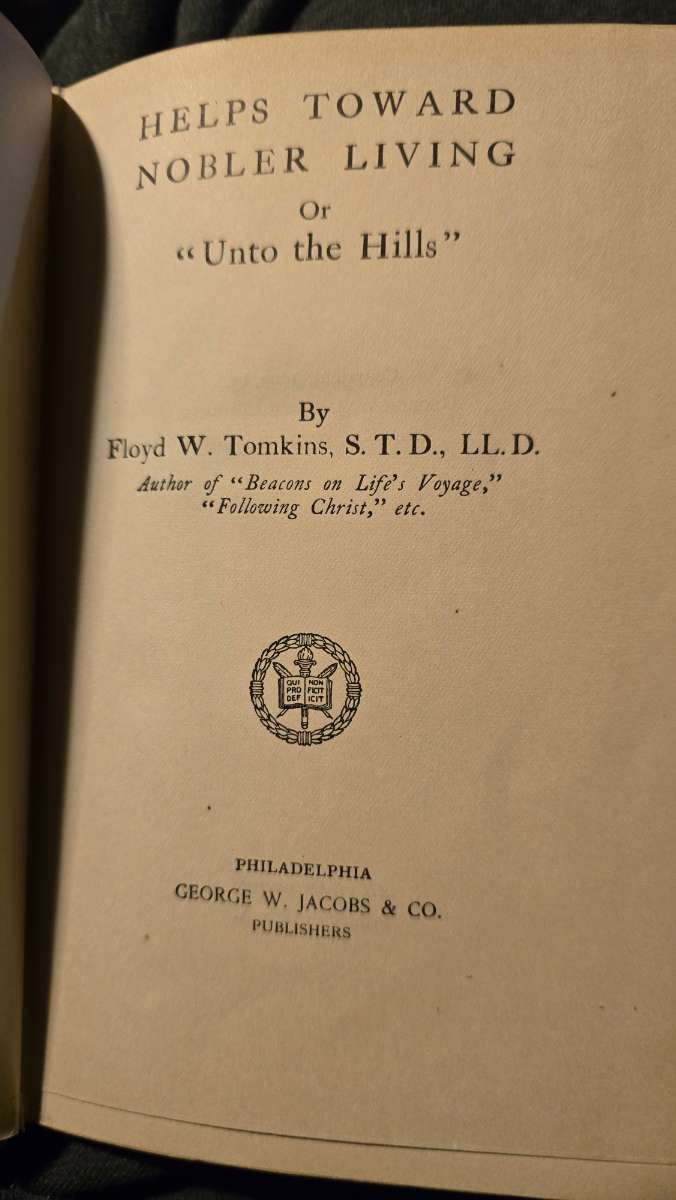 HELPS TOWARD
NOBLER LIVING
Or
“Unto the Hills”
By
Floyd W. Tomkins, S. T. D., LL. D.
Author of “Beacons on Life’s Voyage,”
“Following Christ,” etc.
QUI NON
PRO FICIT
DEF ICIT
PHILADELPHIA
GEORGE W. JACOBS & CO.
PUBLISHERS